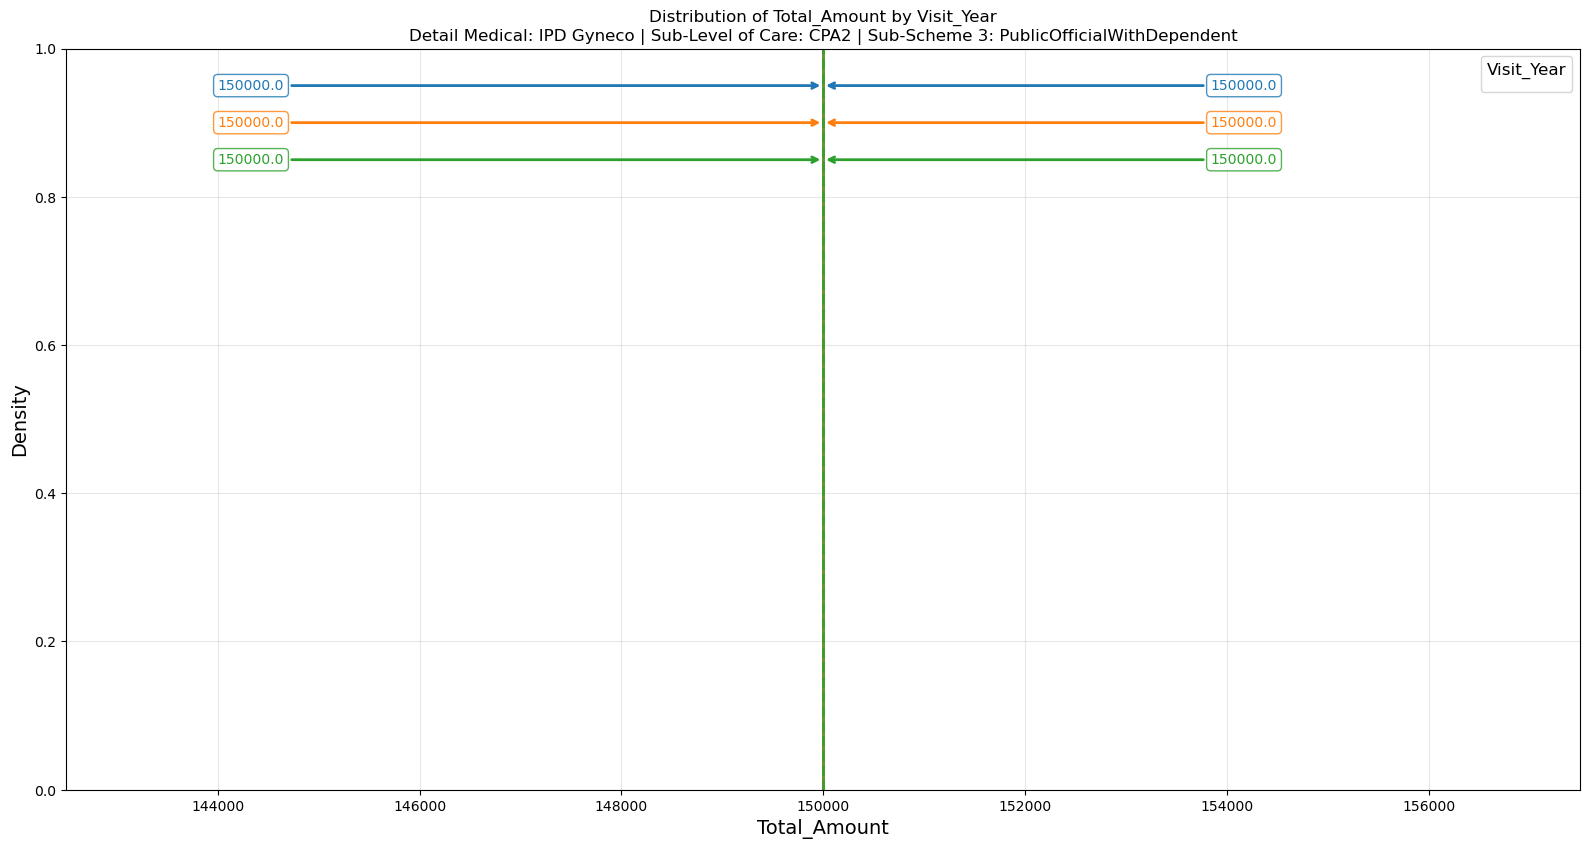 Distribution of Total_Amount by Visit_Year
Detail Medical: IPD Gyneco | Sub-Level of Care: CPA2 | Sub-Scheme 3: PublicOfficialWithDependent
Visit_Year
150000.0 150000.0
150000.0 150000.0
150000.0 150000.0
1.0
0.8
0.6
0.4
0.2
0.0
Density
144000 146000 148000 150000 152000 154000 156000
Total_Amount